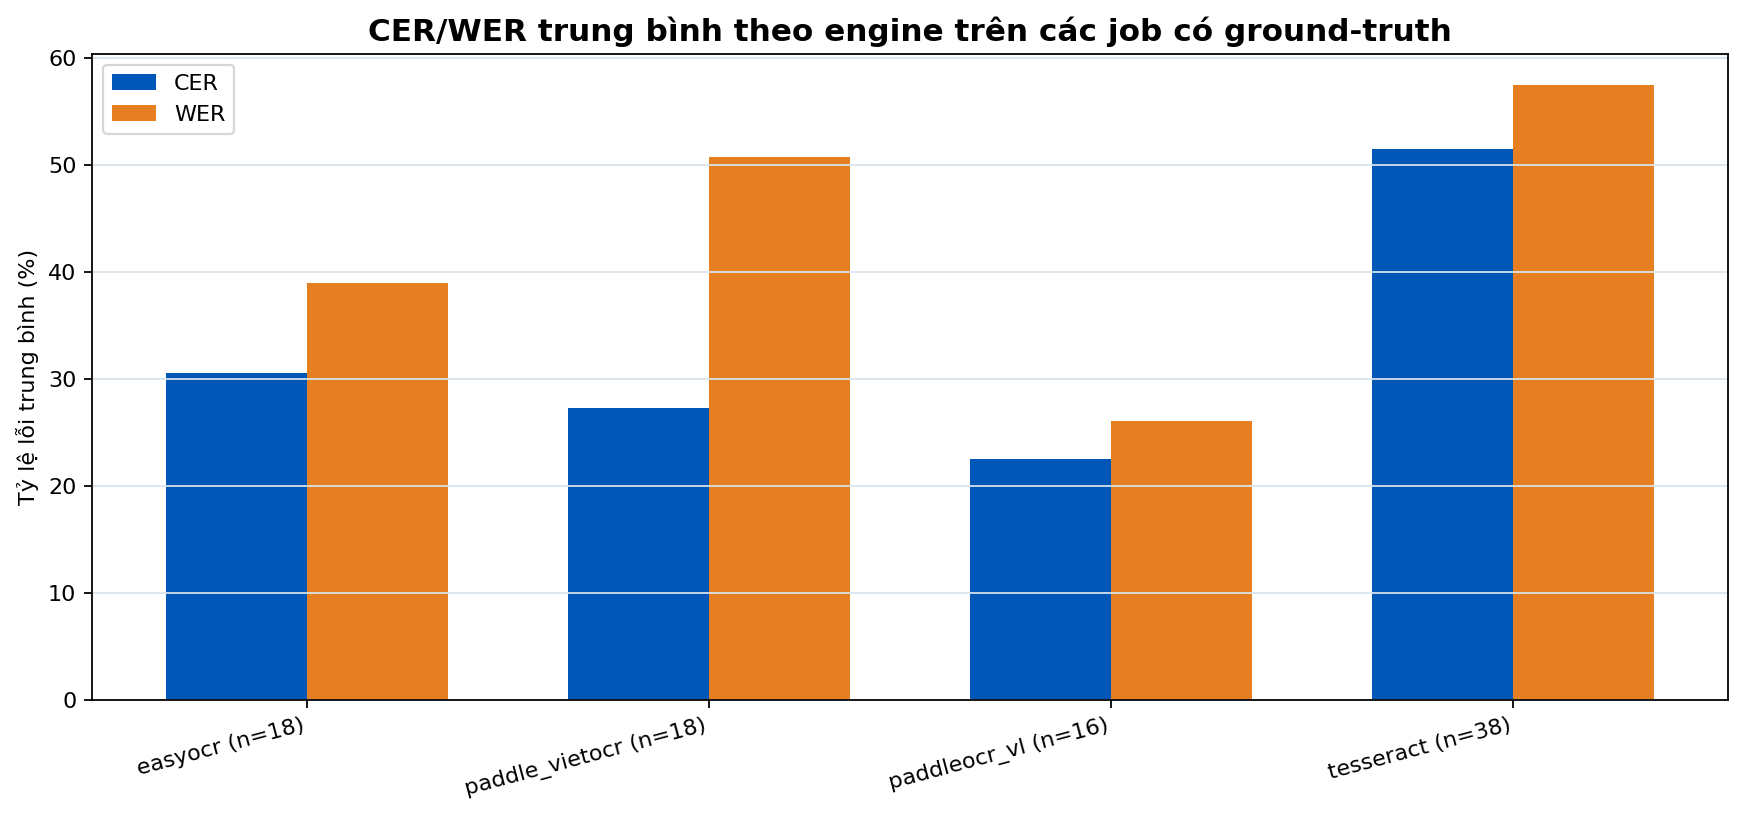 CER/WER trung bình theo engine trên các job có ground-truth
CER
WER
Tỷ lệ lỗi trung bình (%)
60
50
40
30
20
10
0
easyocr (n=18)
paddle_vietocr (n=18)
paddleocr_vl (n=16)
tesseract (n=38)